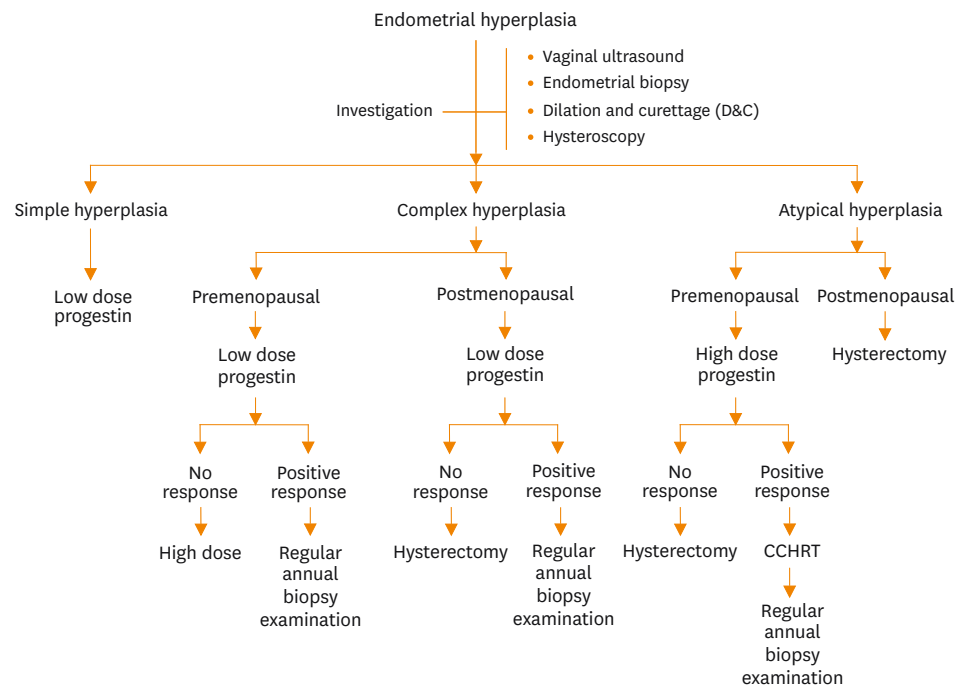 Endometrial hyperplasia
• Vaginal ultrasound
• Endometrial biopsy
Investigation
• Dilation and curettage (D&C)
• Hysteroscopy
Simple hyperplasia
Complex hyperplasia
Atypical hyperplasia
Low dose
progestin
Premenopausal
Postmenopausal
Premenopausal
Postmenopausal
Low dose
progestin
Low dose
progestin
High dose
progestin
Hysterectomy
No
response
Positive
response
No
response
Positive
response
No
response
Positive
response
High dose
Regular
annual
biopsy
examination
Hysterectomy
Regular
annual
biopsy
examination
Hysterectomy
CCHRT
Regular
annual
biopsy
examination